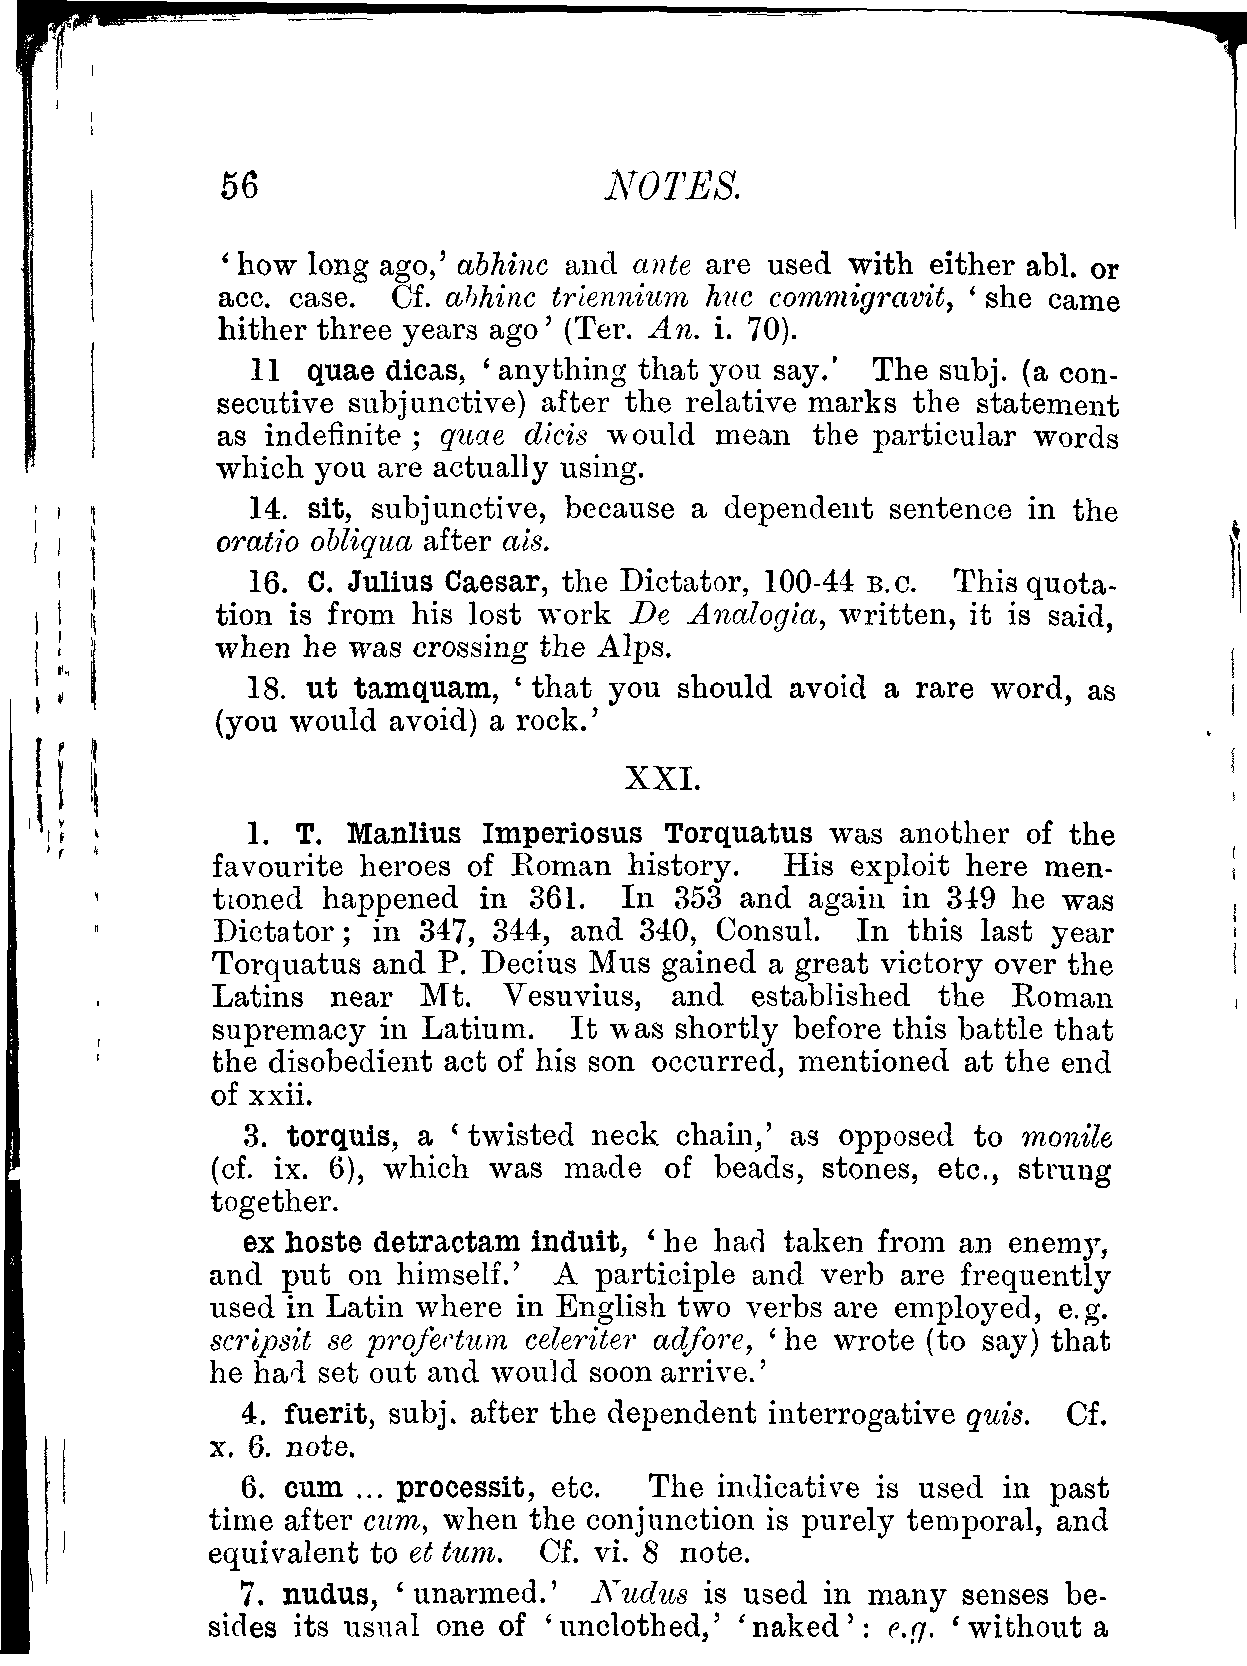 56 NOTES.
‘how long ago,’ abhinc and ante are used with either abl. or
acc. case. Cf. abhinc triennium huc commigravit, ‘she came
hither three years ago’ (Ter. An. i. 70).
11 quae dicas, ‘anything that you say.’ The subj. (a con-
secutive subjunctive) after the relative marks the statement
as indefinite; quae dicis would mean the particular words
which you are actually using.
14. sit, subjunctive, because a dependent sentence in the
oratio obliqua after ais.
16. C. Julius Caesar, the Dictator, 100-44 B.C. This quota-
tion is from his lost work De Analogia, written, it is said,
when he was crossing the Alps.
18. ut tamquam, ‘that you should avoid a rare word, as
(you would avoid) a rock.’
XXI.
1. T. Manlius Imperiosus Torquatus was another of the
favourite heroes of Roman history. His exploit here men-
tioned happened in 361. In 353 and again in 349 he was
Dictator; in 347, 344, and 340, Consul. In this last year
Torquatus and P. Decius Mus gained a great victory over the
Latins near Mt. Vesuvius, and established the Roman
supremacy in Latium. It was shortly before this battle that
the disobedient act of his son occurred, mentioned at the end
of xxii.
3. torquis, a ‘twisted neck chain,’ as opposed to monile
(cf. ix. 6), which was made of beads, stones, etc., strung
together.
ex hoste detractam induit, ‘he had taken from an enemy,
and put on himself.’ A participle and verb are frequently
used in Latin where in English two verbs are employed, e.g.
scripsit se profectum celeriter adfore, ‘he wrote (to say) that
he had set out and would soon arrive.’
4. fuerit, subj. after the dependent interrogative quis. Cf.
x. 6. note.
6. cum ... processit, etc. The indicative is used in past
time after cum, when the conjunction is purely temporal, and
equivalent to et tum. Cf. vi. 8 note.
7. nudus, ‘unarmed.’ Nudus is used in many senses be-
sides its usual one of ‘unclothed,’ ‘naked’: e.g. ‘without a